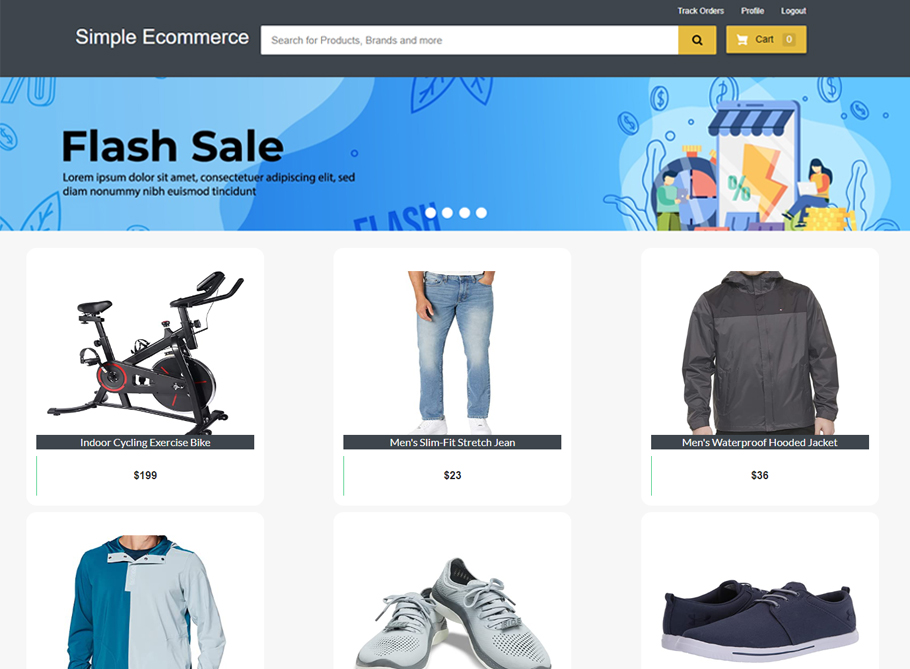 Track Orders Profile Logout
Simple Ecommerce
Search for Products, Brands and more
Cart 0
Flash Sale
Lorem ipsum dolor sit amet, consectetuer adipiscing elit, sed
diam nonummy nibh euismod tincidunt
%
%
FLASH
Indoor Cycling Exercise Bike
Men's Slim-Fit Stretch Jean
Men's Waterproof Hooded Jacket
$199
$23
$36